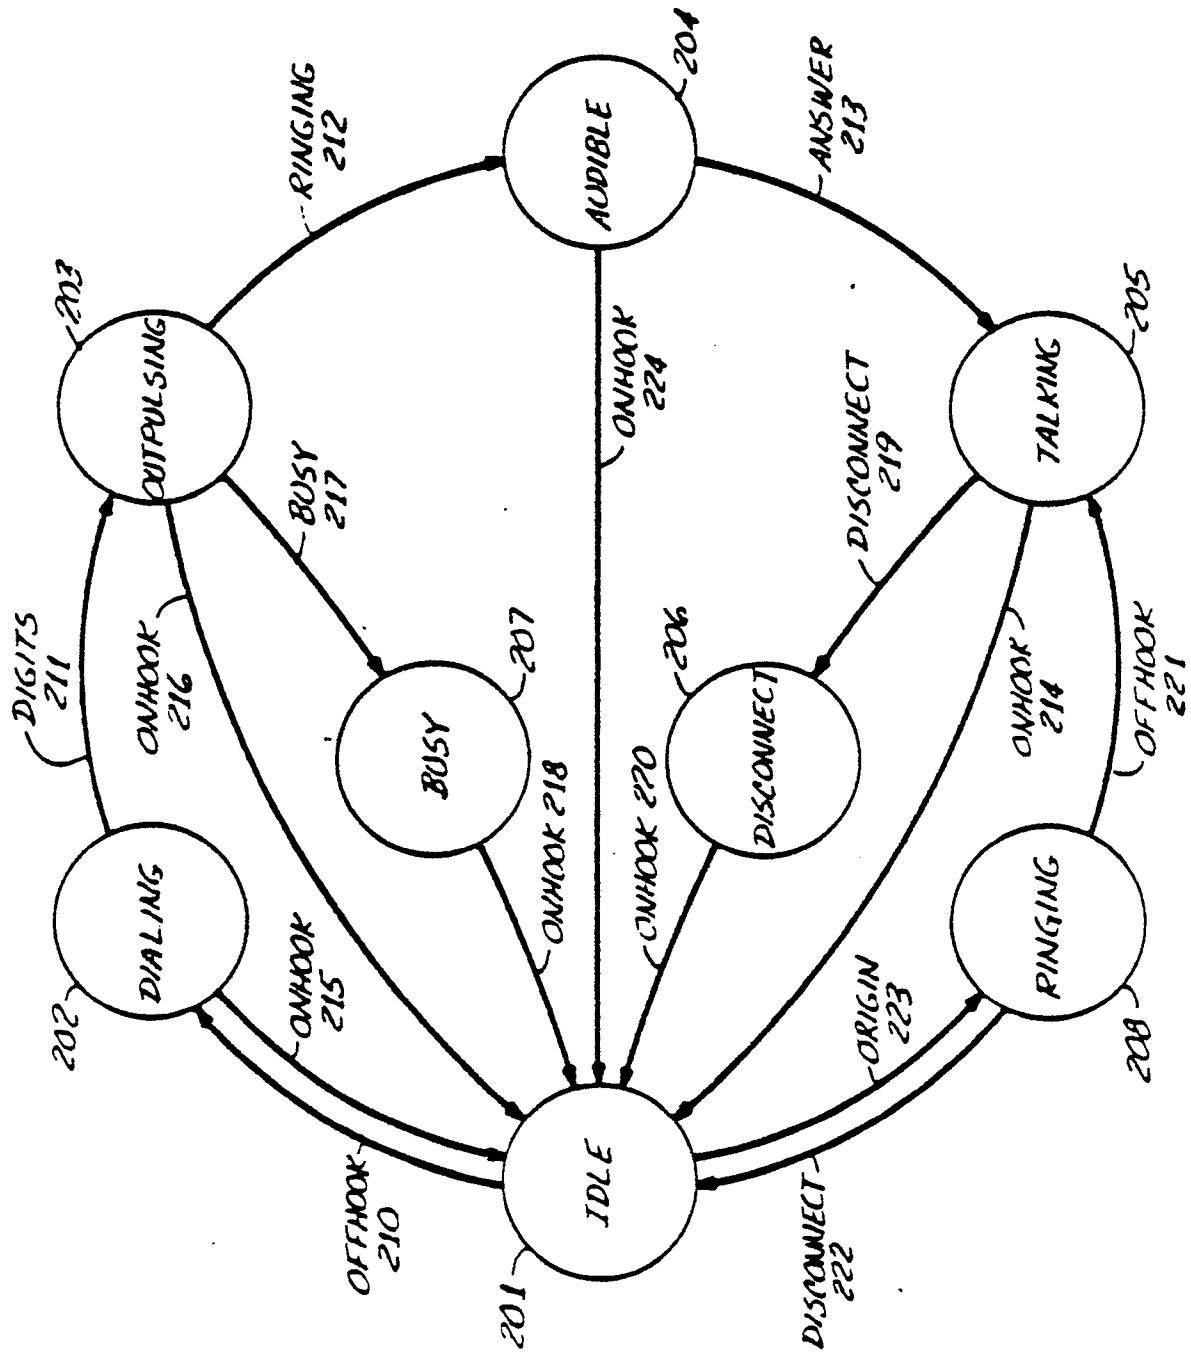 DIGITS
211
202
DIALING
203
OUTPULSING
OFFHOOK
210
ONHOOK
215
ONHOOK
216
BUSY
217
RINGING
212
BUSY
207
ONHOOK 218
201
IDLE
ONHOOK
224
AUDIBLE
204
ONHOOK 220
DISCONNECT
206
DISCONNECT
219
ANSWER
213
DISCONNECT
222
ORIGIN
223
ONHOOK
214
RINGING
208
TALKING
205
OFFHOOK
221